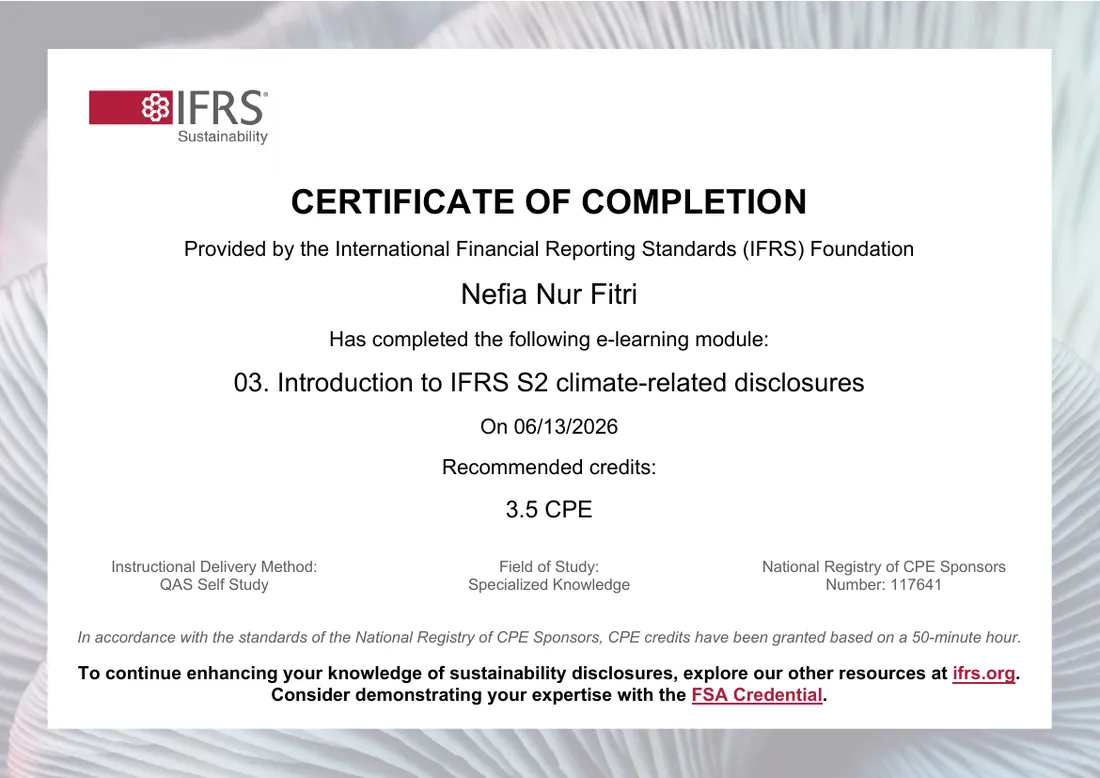 IFRS®
Sustainability
CERTIFICATE OF COMPLETION
Provided by the International Financial Reporting Standards (IFRS) Foundation
Nefia Nur Fitri
Has completed the following e-learning module:
03. Introduction to IFRS S2 climate-related disclosures
On 06/13/2026
Recommended credits:
3.5 CPE
Instructional Delivery Method:
QAS Self Study
Field of Study:
Specialized Knowledge
National Registry of CPE Sponsors
Number: 117641
In accordance with the standards of the National Registry of CPE Sponsors, CPE credits have been granted based on a 50-minute hour.
To continue enhancing your knowledge of sustainability disclosures, explore our other resources at ifrs.org.
Consider demonstrating your expertise with the FSA Credential.